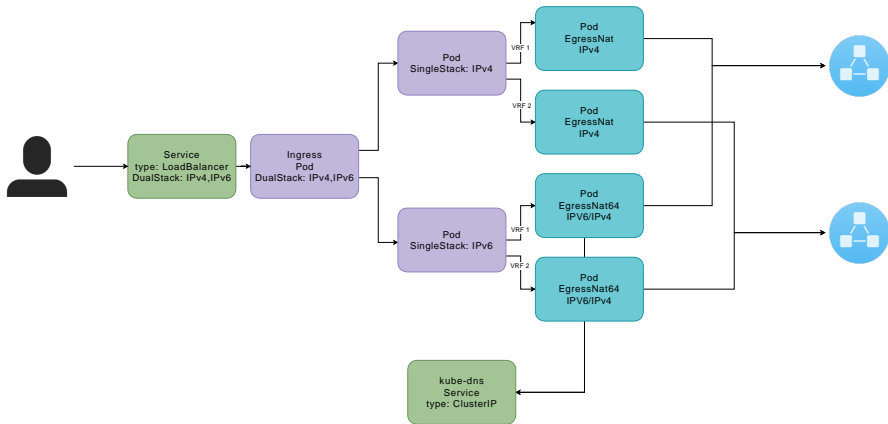 Service
type: LoadBalancer
DualStack: IPv4,IPv6
Ingress
Pod
DualStack: IPv4,IPv6
Pod
SingleStack: IPv4
VRF 1
VRF 2
Pod
EgressNat
IPv4
Pod
EgressNat
IPv4
Pod
SingleStack: IPv6
VRF 1
VRF 2
Pod
EgressNat64
IPV6/IPv4
Pod
EgressNat64
IPV6/IPv4
kube-dns
Service
type: ClusterIP